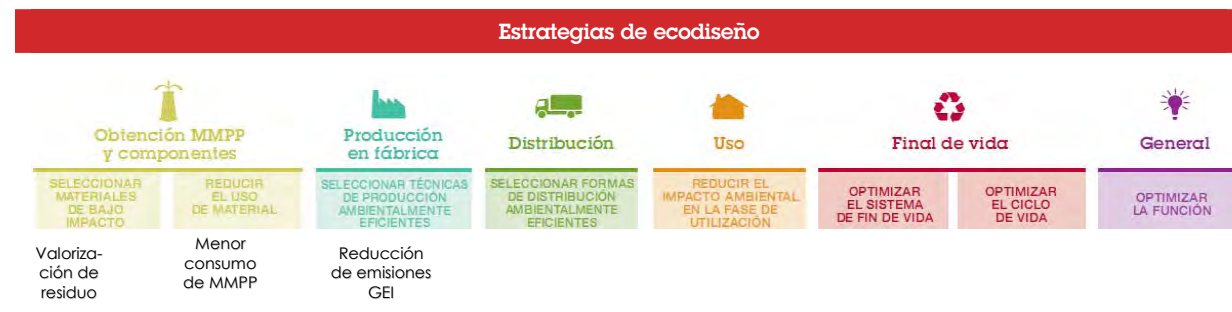 Estrategias de ecodiseño
Obtención MMPP
y componentes
Producción
en fábrica
Distribución
Uso
Final de vida
General
SELECCIONAR
MATERIALES
DE BAJO
IMPACTO
REDUCIR
EL USO
DE MATERIAL
SELECCIONAR TÉCNICAS
DE PRODUCCIÓN
AMBIENTALMENTE
EFICIENTES
SELECCIONAR FORMAS
DE DISTRIBUCIÓN
AMBIENTALMENTE
EFICIENTES
REDUCIR EL
IMPACTO AMBIENTAL
EN LA FASE DE
UTILIZACIÓN
OPTIMIZAR
EL SISTEMA
DE FIN DE VIDA
OPTIMIZAR
EL CICLO
DE VIDA
OPTIMIZAR
LA FUNCIÓN
Valoriza-
ción de
residuo
Menor
consumo
de MMPP
Reducción
de emisiones
GEI